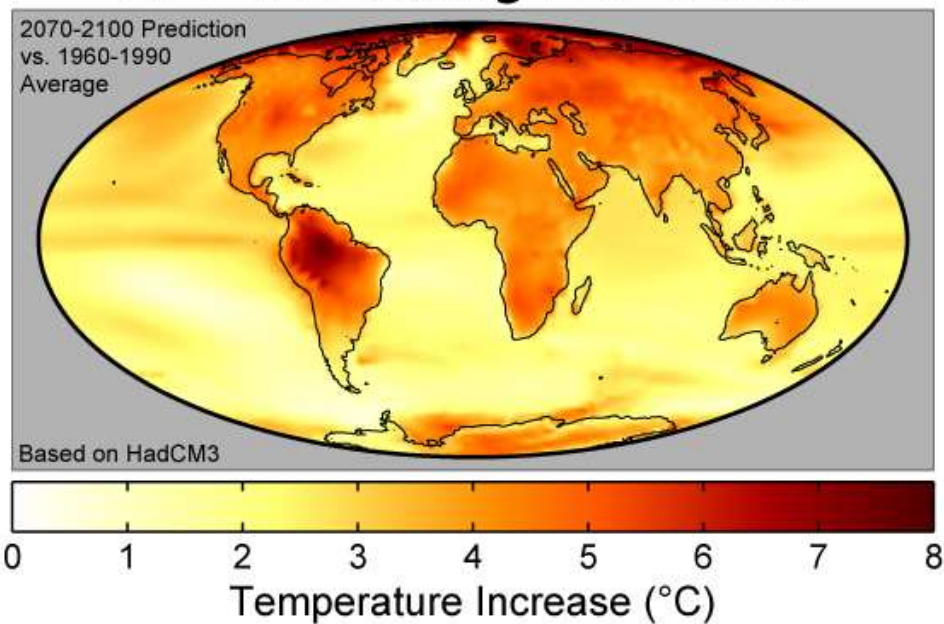 2070-2100 Prediction
vs. 1960-1990
Average
Based on HadCM3
0 1 2 3 4 5 6 7 8
Temperature Increase (°C)